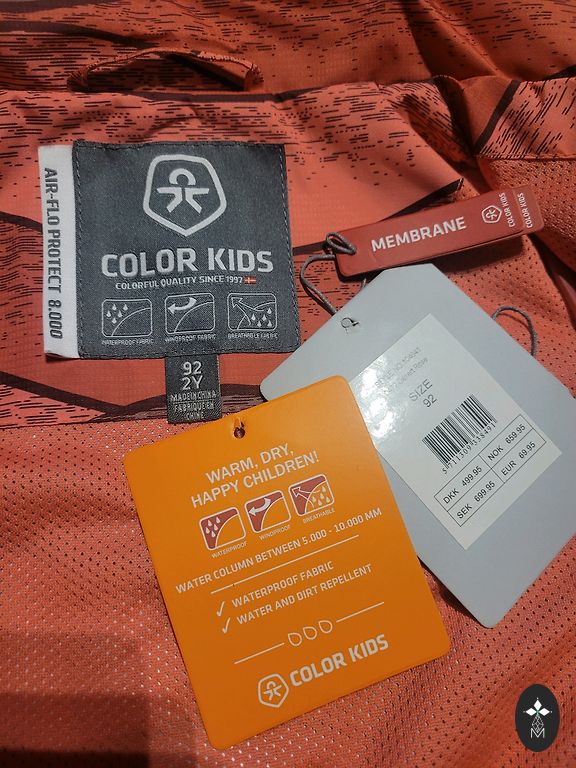 AIR-FLO PROTECT 8.000
COLOR KIDS
COLORFUL QUALITY SINCE 1997
WATERPROOF FABRIC
WINDPROOF FABRIC
BREATHABLE FABRIC
92
2Y
MADE IN CHINA
FABRIQUE EN
CHINE
MEMBRANE
COLOR KIDS
COLOR KIDS
SIZE
92
DKK 499.95
NOK 659.95
SEK 699.95
EUR 69.95
WARM, DRY,
HAPPY CHILDREN!
WATERPROOF
WINDPROOF
BREATHABLE
WATER COLUMN BETWEEN 5.000 - 10.000 MM
✓ WATERPROOF FABRIC
✓ WATER AND DIRT REPELLENT
COLOR KIDS
M